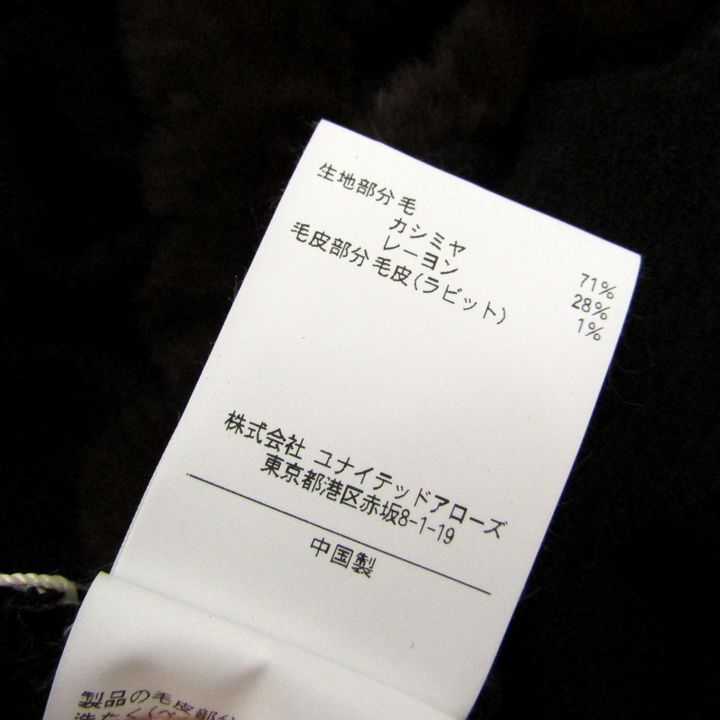 生地部分 毛 71%
カシミヤ 28%
レーヨン 1%
毛皮部分 毛皮(ラビット)
株式会社 ユナイテッドアローズ
東京都港区赤坂8-1-19
中国製
製品の毛皮部分